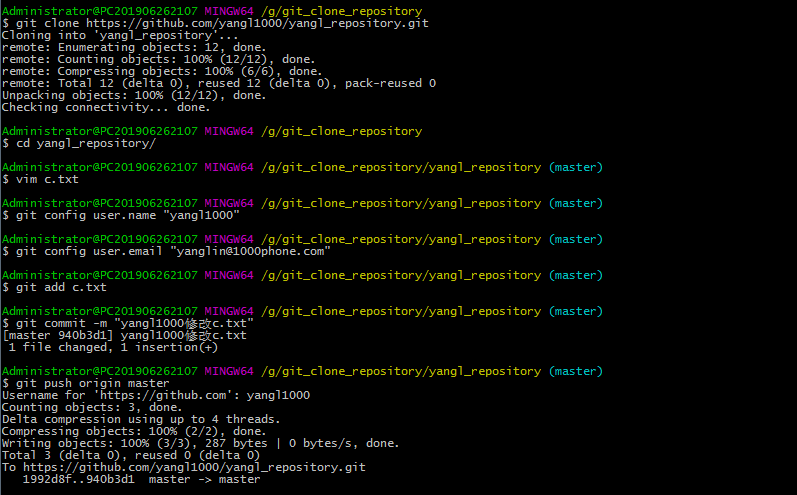 Administrator@PC201906262107 MINGW64 /g/git_clone_repository
$ git clone https://github.com/yangl1000/yangl_repository.git
Cloning into 'yangl_repository'...
remote: Enumerating objects: 12, done.
remote: Counting objects: 100% (12/12), done.
remote: Compressing objects: 100% (6/6), done.
remote: Total 12 (delta 0), reused 12 (delta 0), pack-reused 0
Unpacking objects: 100% (12/12), done.
Checking connectivity... done.
Administrator@PC201906262107 MINGW64 /g/git_clone_repository
$ cd yangl_repository/
Administrator@PC201906262107 MINGW64 /g/git_clone_repository/yangl_repository (master)
$ vim c.txt
Administrator@PC201906262107 MINGW64 /g/git_clone_repository/yangl_repository (master)
$ git config user.name "yangl1000"
Administrator@PC201906262107 MINGW64 /g/git_clone_repository/yangl_repository (master)
$ git config user.email "yanglin@1000phone.com"
Administrator@PC201906262107 MINGW64 /g/git_clone_repository/yangl_repository (master)
$ git add c.txt
Administrator@PC201906262107 MINGW64 /g/git_clone_repository/yangl_repository (master)
$ git commit -m "yangl1000修改c.txt"
[master 940b3d1] yangl1000修改c.txt
 1 file changed, 1 insertion(+)
Administrator@PC201906262107 MINGW64 /g/git_clone_repository/yangl_repository (master)
$ git push origin master
Username for 'https://github.com': yangl1000
Counting objects: 3, done.
Delta compression using up to 4 threads.
Compressing objects: 100% (2/2), done.
Writing objects: 100% (3/3), 287 bytes | 0 bytes/s, done.
Total 3 (delta 0), reused 0 (delta 0)
To https://github.com/yangl1000/yangl_repository.git
   1992d8f..940b3d1  master -> master